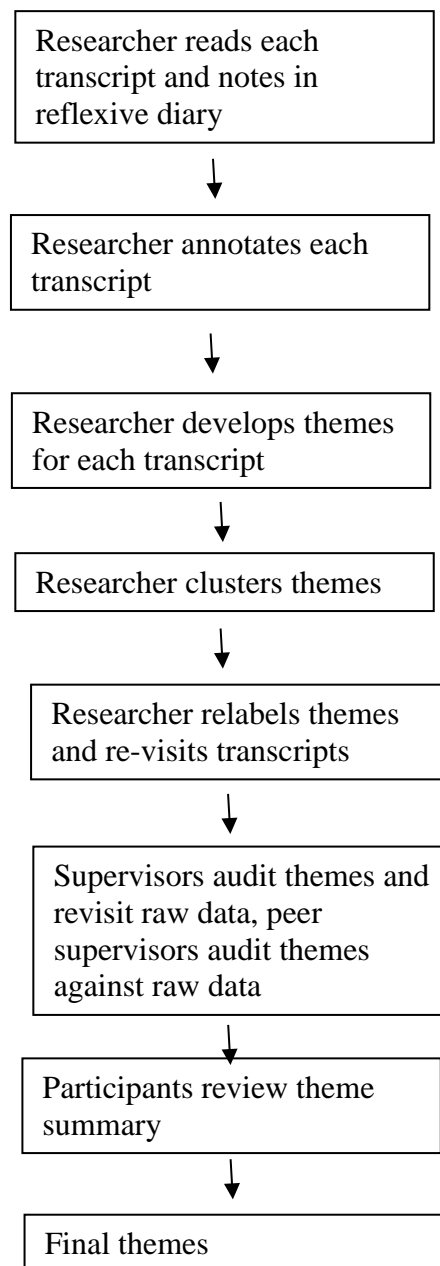 Researcher reads each
transcript and notes in
reflexive diary
Researcher annotates each
transcript
Researcher develops themes
for each transcript
Researcher clusters themes
Researcher relabels themes
and re-visits transcripts
Supervisors audit themes and
revisit raw data, peer
supervisors audit themes
against raw data
Participants review theme
summary
Final themes